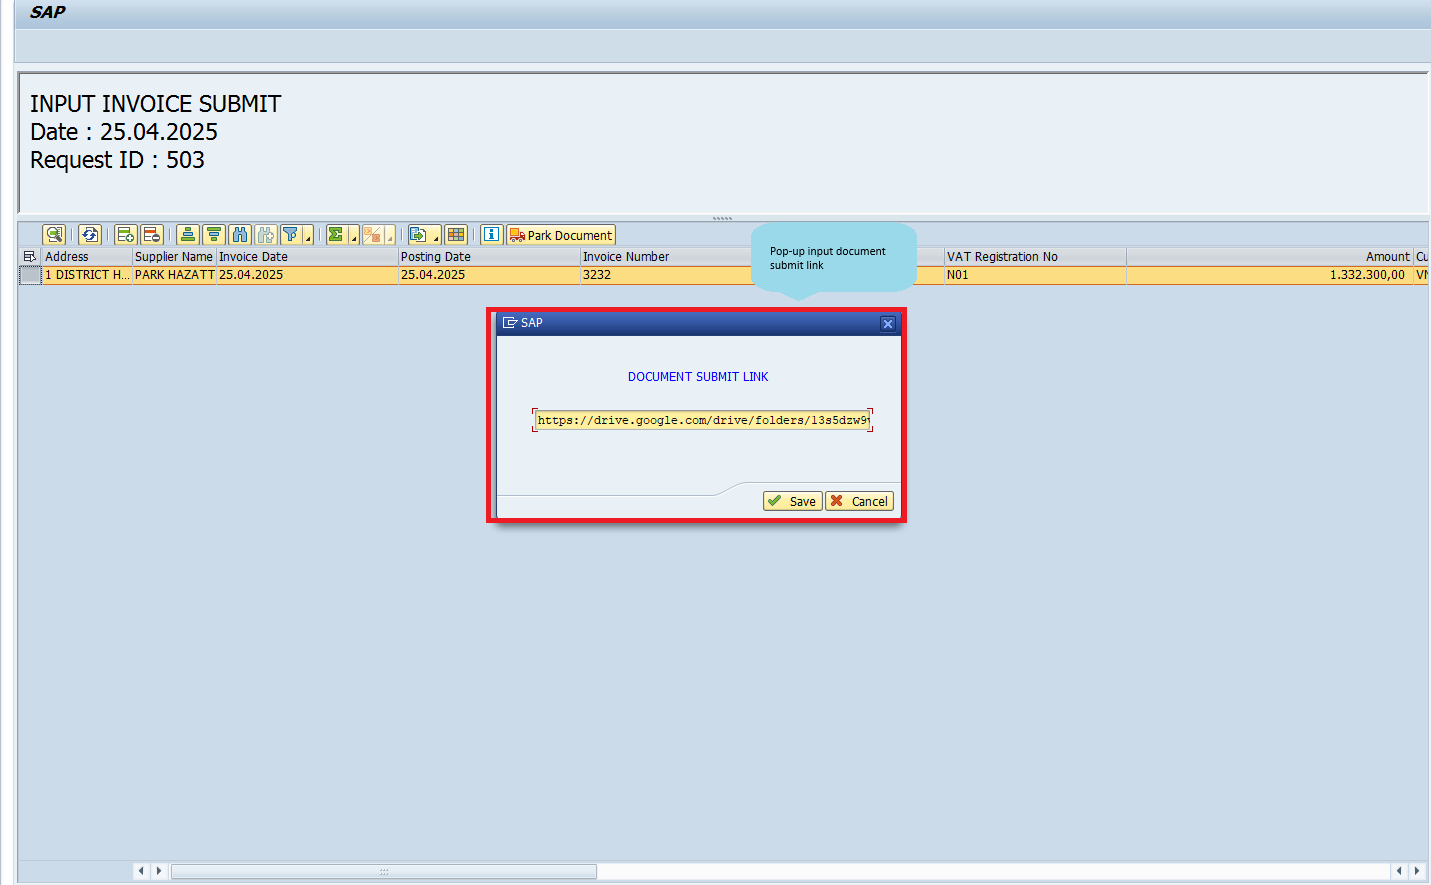 SAP
INPUT INVOICE SUBMIT
Date : 25.04.2025
Request ID : 503
Park Document
Address Supplier Name Invoice Date Posting Date Invoice Number VAT Registration No Amount Cu
1 DISTRICT H... PARK HAZATT 25.04.2025 25.04.2025 3232 N01 1.332.300,00 VN
Pop-up input document
submit link
SAP
DOCUMENT SUBMIT LINK
https://drive.google.com/drive/folders/13s5dzw9
Save Cancel